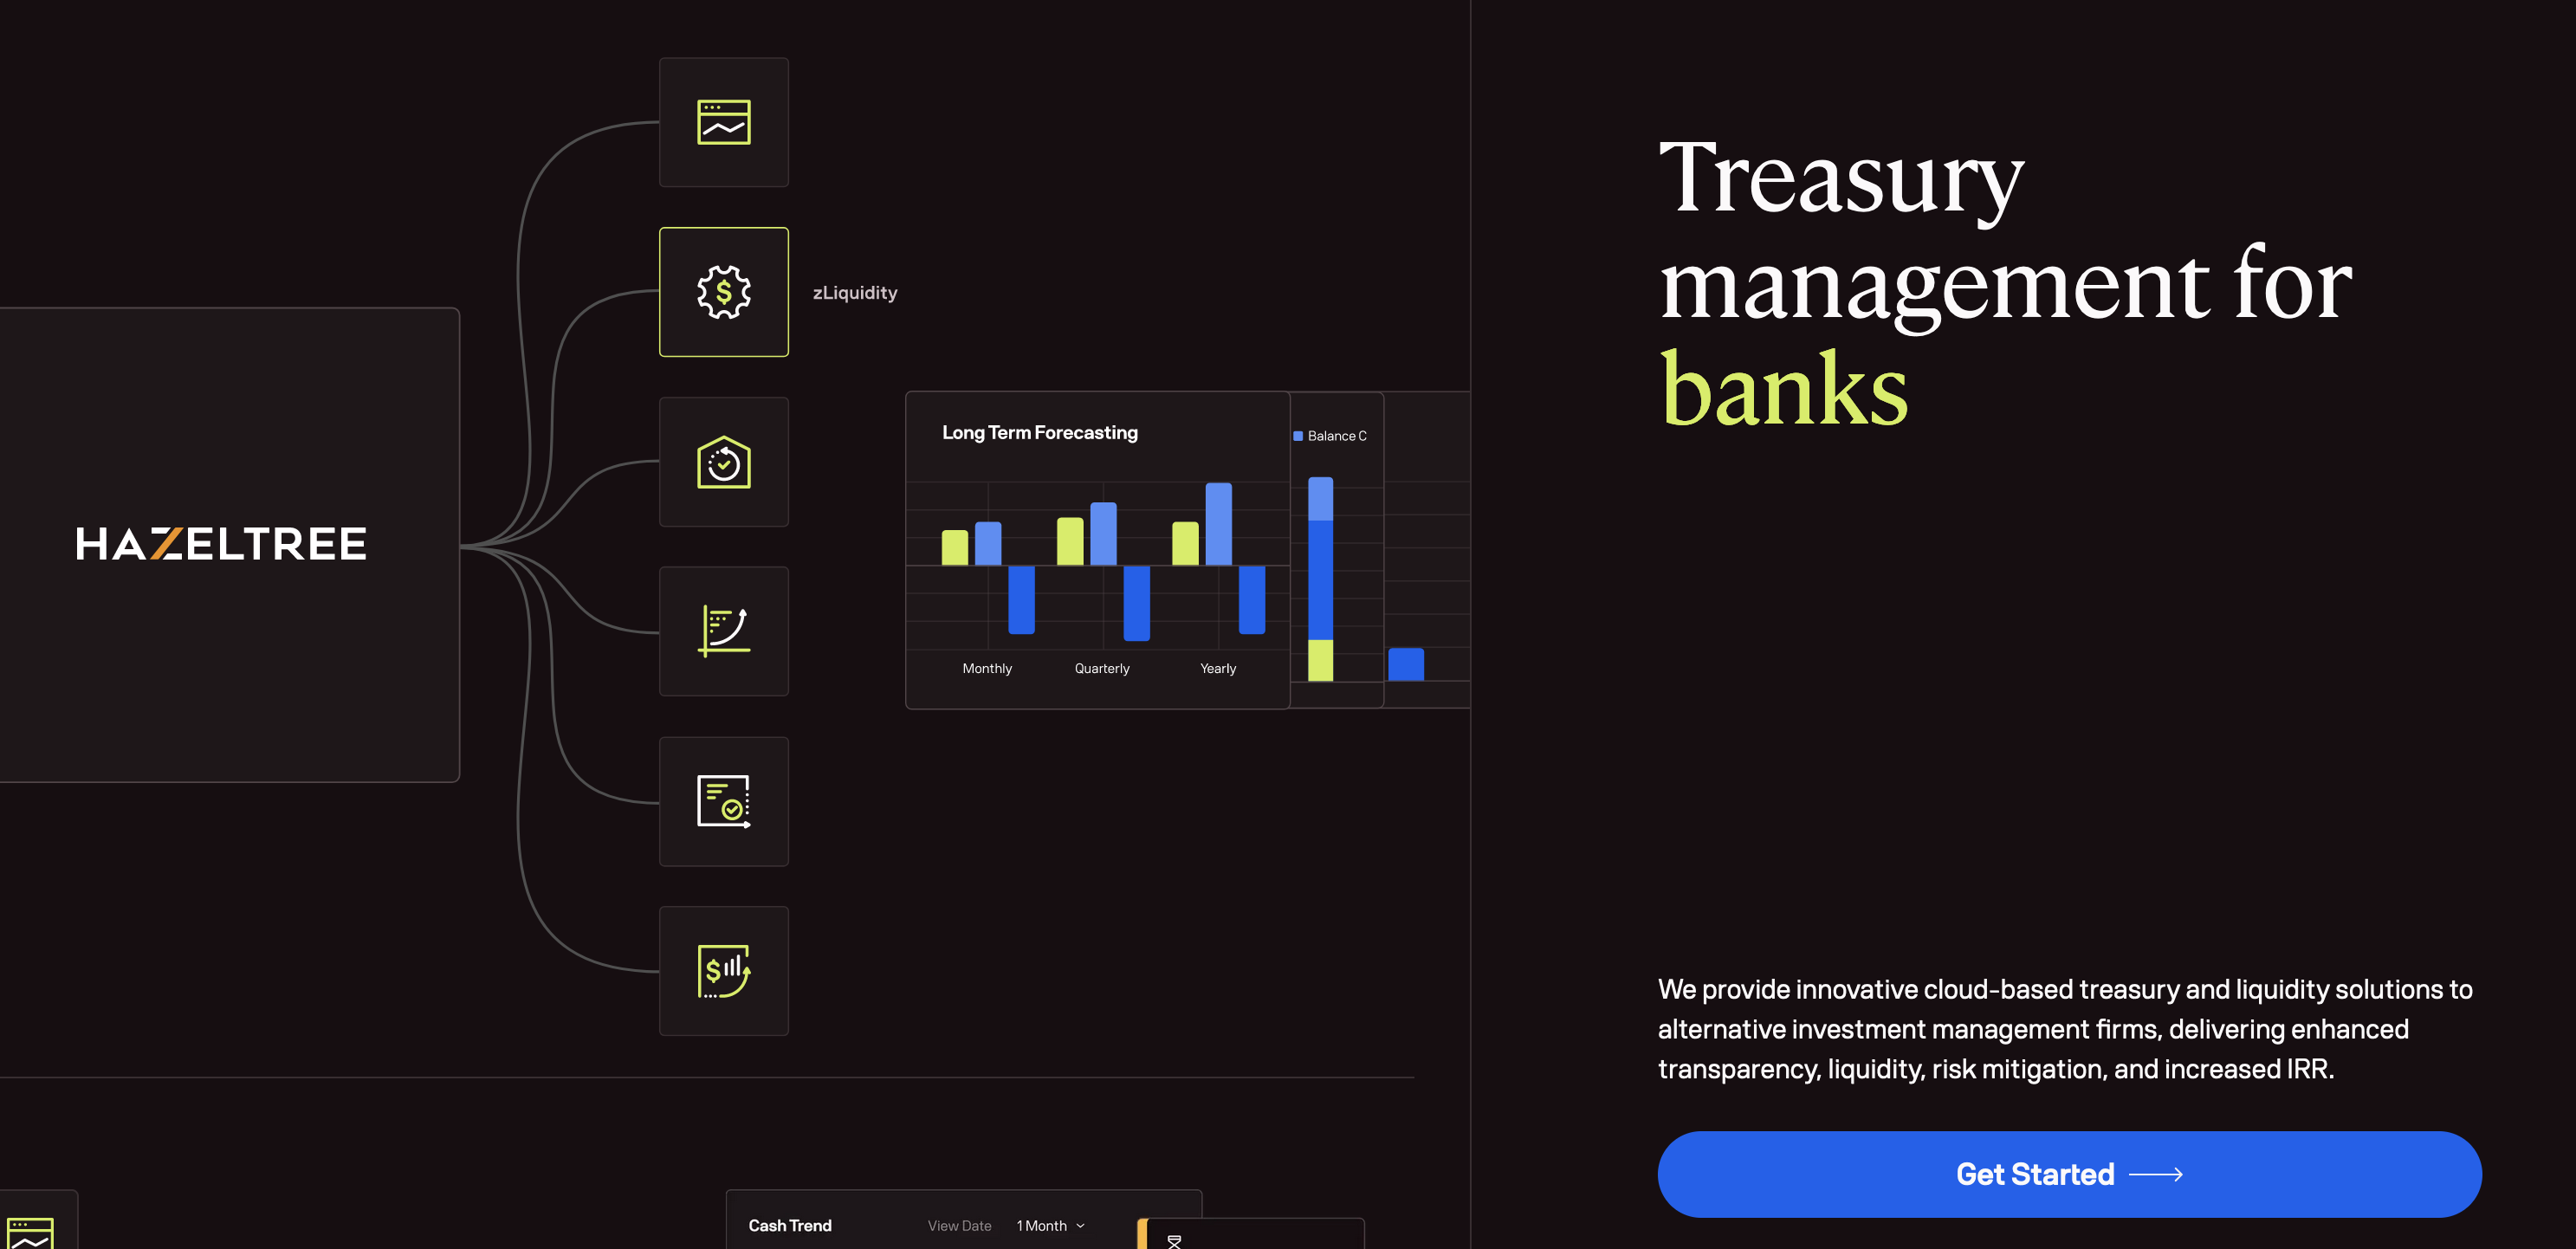 zLiquidity
HAZELTREE
Long Term Forecasting
Balance C
Monthly
Quarterly
Yearly
Cash Trend
View Date
1 Month
Treasury
management for
banks
We provide innovative cloud-based treasury and liquidity solutions to
alternative investment management firms, delivering enhanced
transparency, liquidity, risk mitigation, and increased IRR.
Get Started